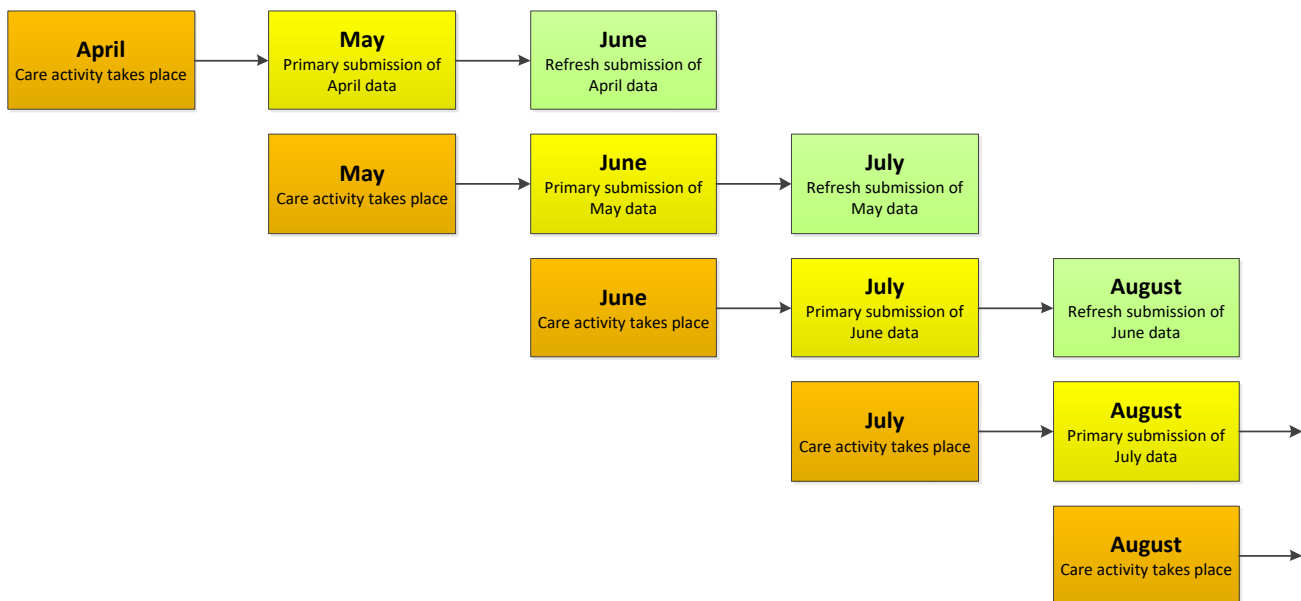 April
Care activity takes place
May
Primary submission of
April data
June
Refresh submission of
April data
May
Care activity takes place
June
Primary submission of
May data
July
Refresh submission of
May data
June
Care activity takes place
July
Primary submission of
June data
August
Refresh submission of
June data
July
Care activity takes place
August
Primary submission of
July data
August
Care activity takes place